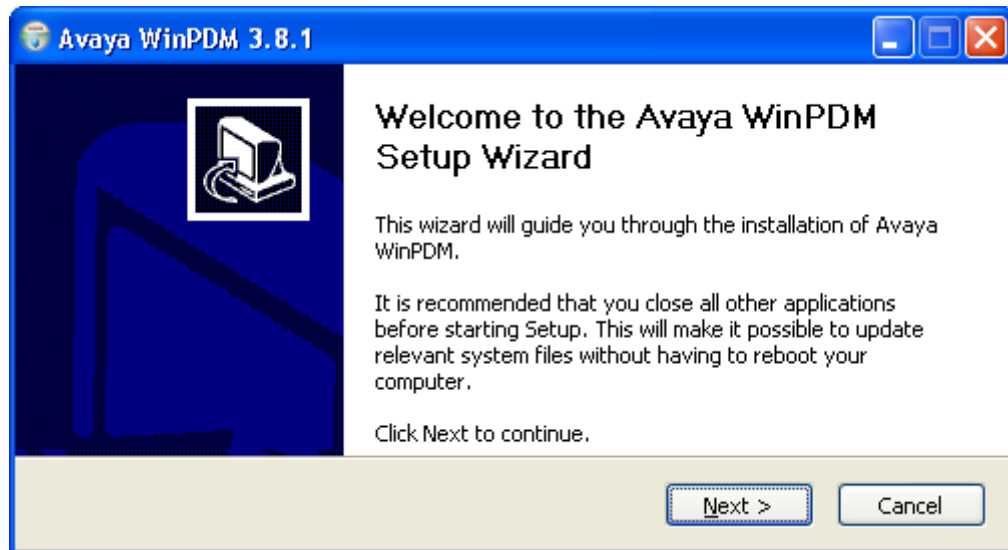 Avaya WinPDM 3.8.1
Welcome to the Avaya WinPDM
Setup Wizard
This wizard will guide you through the installation of Avaya
WinPDM.
It is recommended that you close all other applications
before starting Setup. This will make it possible to update
relevant system files without having to reboot your
computer.
Click Next to continue.
Next >
Cancel